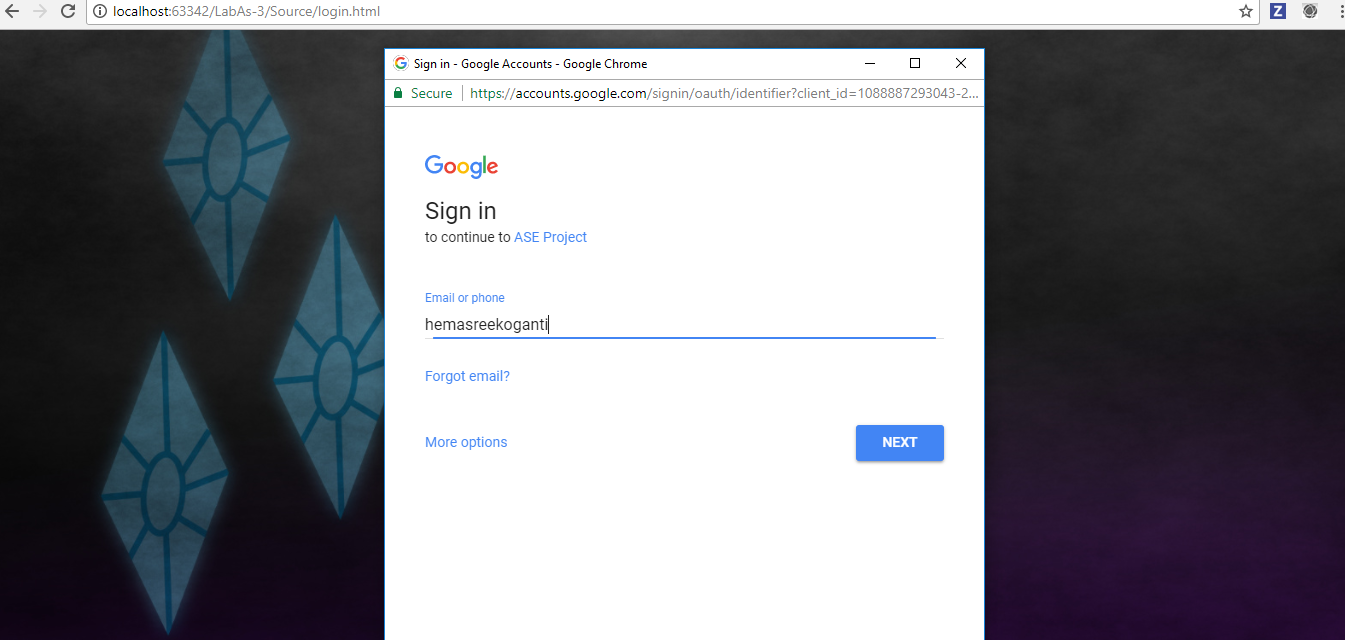 localhost:63342/LabAs-3/Source/login.html
Z
G Sign in - Google Accounts - Google Chrome
Secure https://accounts.google.com/signin/oauth/identifier?client_id=1088887293043-2...
Google
Sign in
to continue to ASE Project
Email or phone
hemasreekoganti
Forgot email?
More options
NEXT